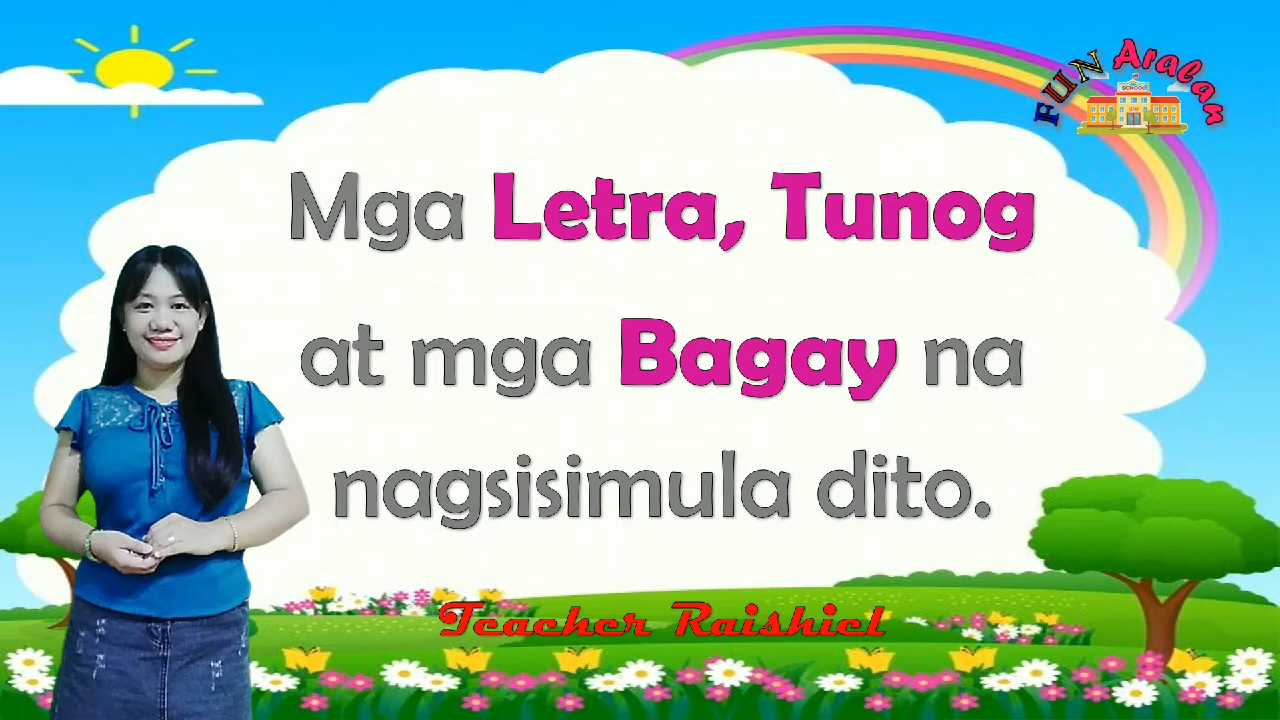 FUN Aralan
SCHOOL
Mga Letra, Tunog
at mga Bagay na
nagsisimula dito.
Teacher Raishiel